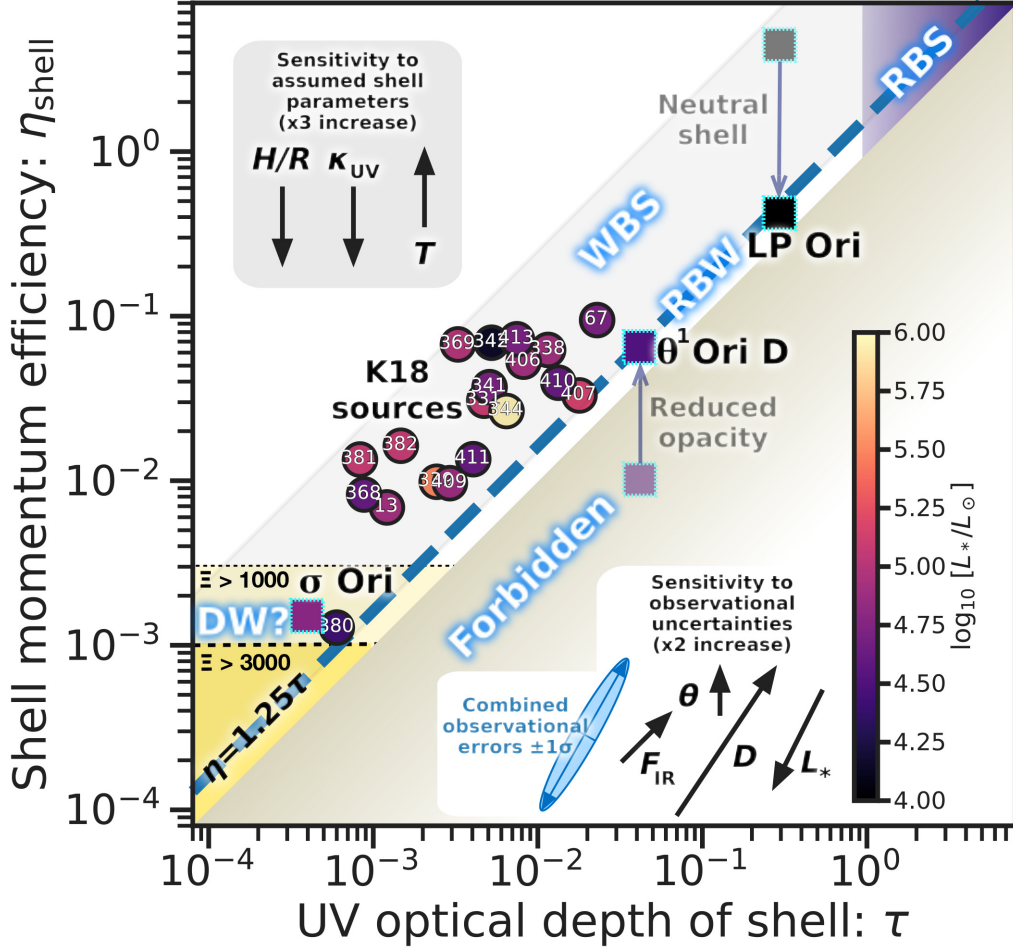 Shell momentum efficiency: ηshell
10⁰
10⁻¹
10⁻²
10⁻³
10⁻⁴
Sensitivity to
assumed shell
parameters
(x3 increase)
H/R κUV
T
Neutral
shell
RBS
WBS
RBW
LP Ori
θ¹ Ori D
Reduced
opacity
K18
sources
67
369
342
413
338
406
341
410
407
331
344
382
381
411
409
368
13
Forbidden
Ξ > 1000
σ Ori
DW?
380
Ξ > 3000
η=1.25τ
Sensitivity to
observational
uncertainties
(x2 increase)
Combined
observational
errors ±1σ
θ
FIR
D
L*
6.00
5.75
5.50
5.25
5.00
4.75
4.50
4.25
4.00
log10 [L*/L⊙]
10⁻⁴ 10⁻³ 10⁻² 10⁻¹ 10⁰
UV optical depth of shell: τ